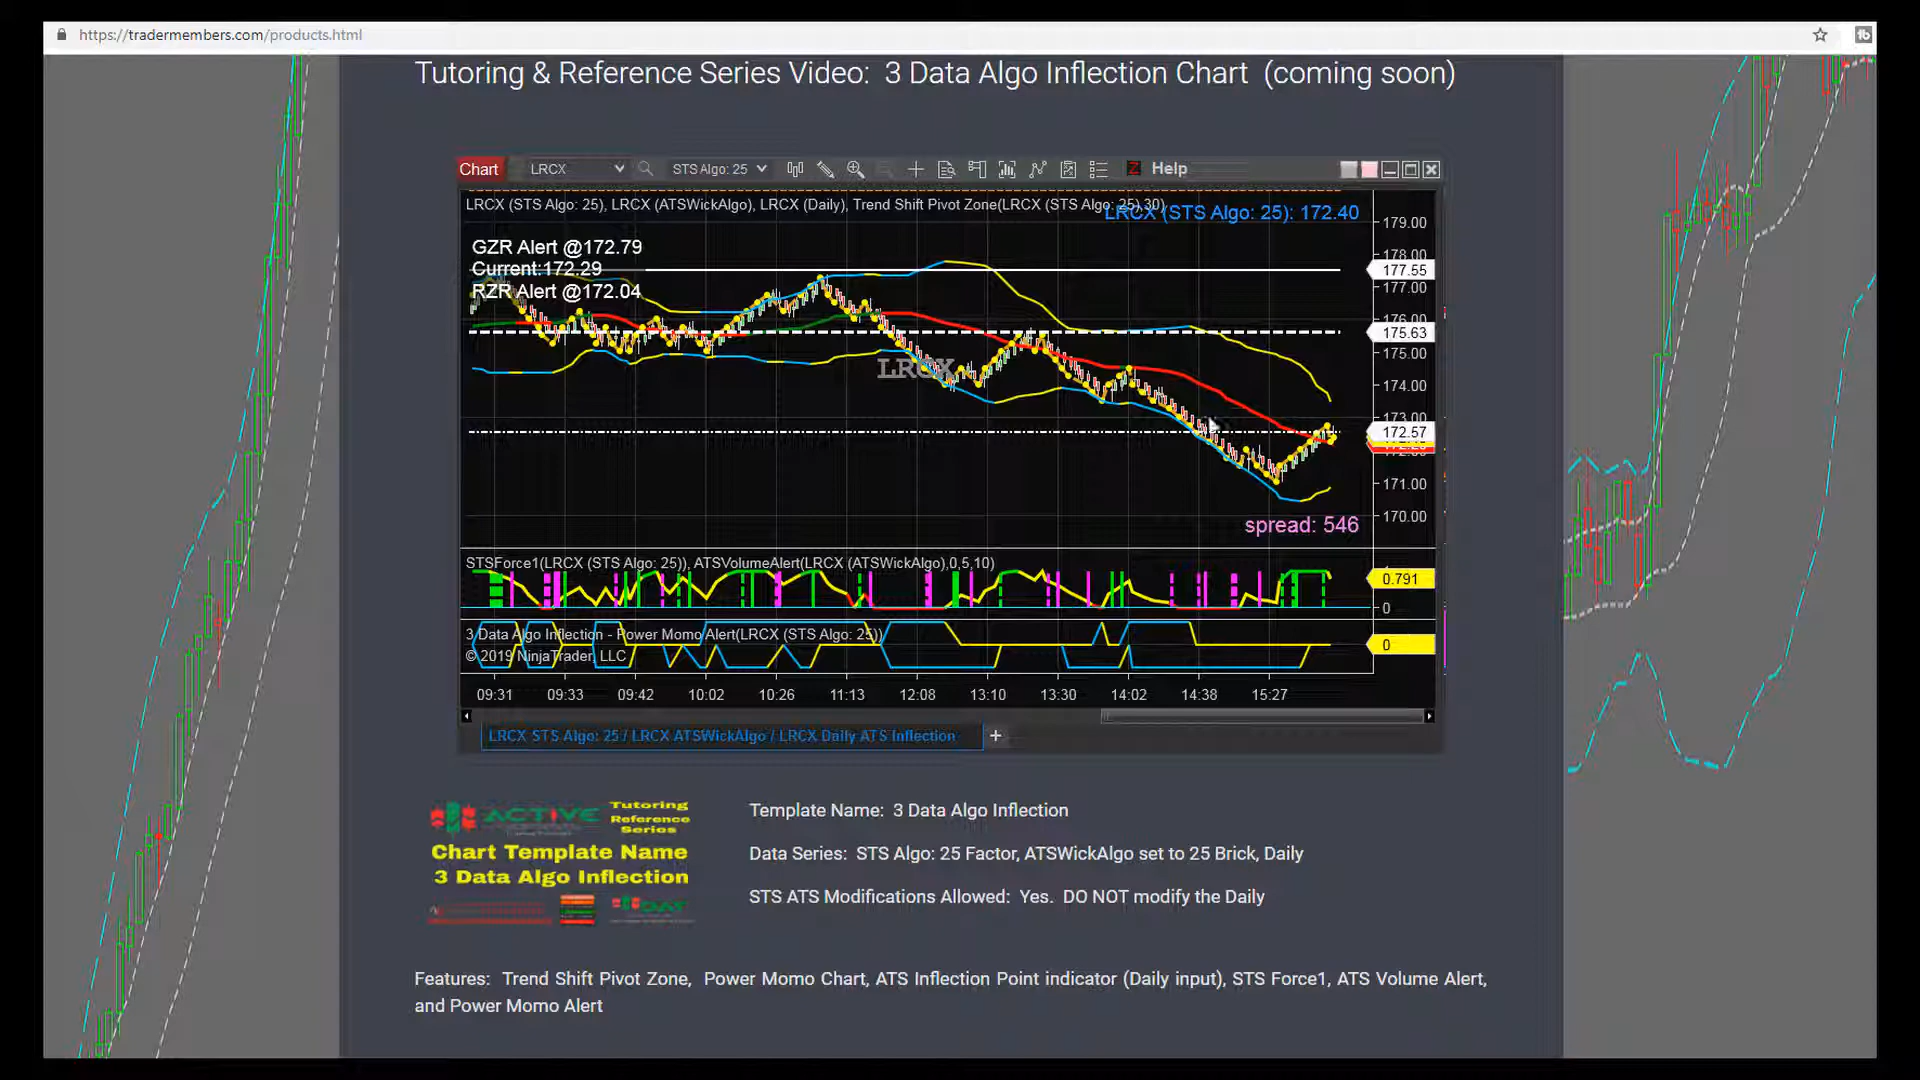 https://tradermembers.com/products.html
Tutoring & Reference Series Video:  3 Data Algo Inflection Chart  (coming soon)
Chart LRCX STS Algo: 25 Help
LRCX (STS Algo: 25), LRCX (ATSWickAlgo), LRCX (Daily), Trend Shift Pivot Zone(LRCX (STS Algo: 25),30)
LRCX (STS Algo: 25): 172.40
GZR Alert @172.79
Current:172.29
RZR Alert @172.04
LRCX
179.00
178.00
177.55
177.00
176.00
175.63
175.00
174.00
173.00
172.57
171.00
170.00
spread: 546
STSForce1(LRCX (STS Algo: 25)), ATSVolumeAlert(LRCX (ATSWickAlgo),0,5,10)
0.791
0
3 Data Algo Inflection - Power Momo Alert(LRCX (STS Algo: 25))
0
© 2019 NinjaTrader, LLC
09:31 09:33 09:42 10:02 10:26 11:13 12:08 13:10 13:30 14:02 14:38 15:27
LRCX STS Algo: 25 / LRCX ATSWickAlgo / LRCX Daily ATS Inflection +
ACTIVE
Tutoring
Reference
Series
Chart Template Name
3 Data Algo Inflection
Template Name:  3 Data Algo Inflection
Data Series:  STS Algo: 25 Factor, ATSWickAlgo set to 25 Brick, Daily
STS ATS Modifications Allowed:  Yes.  DO NOT modify the Daily
Features:  Trend Shift Pivot Zone,  Power Momo Chart, ATS Inflection Point indicator (Daily input), STS Force1, ATS Volume Alert,
and Power Momo Alert